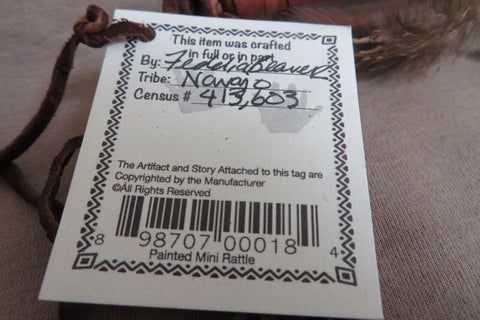 This item was crafted
in full or in part
By: Beaver
Tribe: Navajo
Census # 413,603
The Artifact and Story Attached to this tag are
Copyrighted by the Manufacturer
©All Rights Reserved
8 98707 00018 4
Painted Mini Rattle